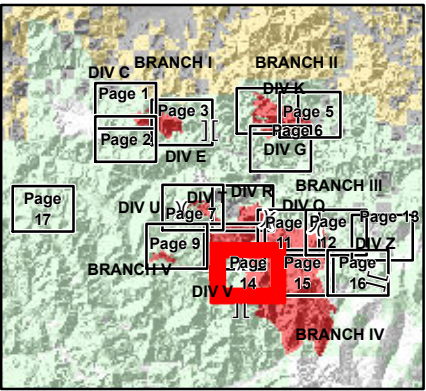 BRANCH I
BRANCH II
DIV C
DIV K
Page 1
Page 3
Page 5
Page 6
Page 2
DIV G
DIV E
BRANCH III
DIV R
Page
17
DIV U
Page 7
DIV O
Page
11
Page
12
Page 13
Page 9
DIV Z
BRANCH V
Page
14
Page
15
Page
16
DIV V
BRANCH IV